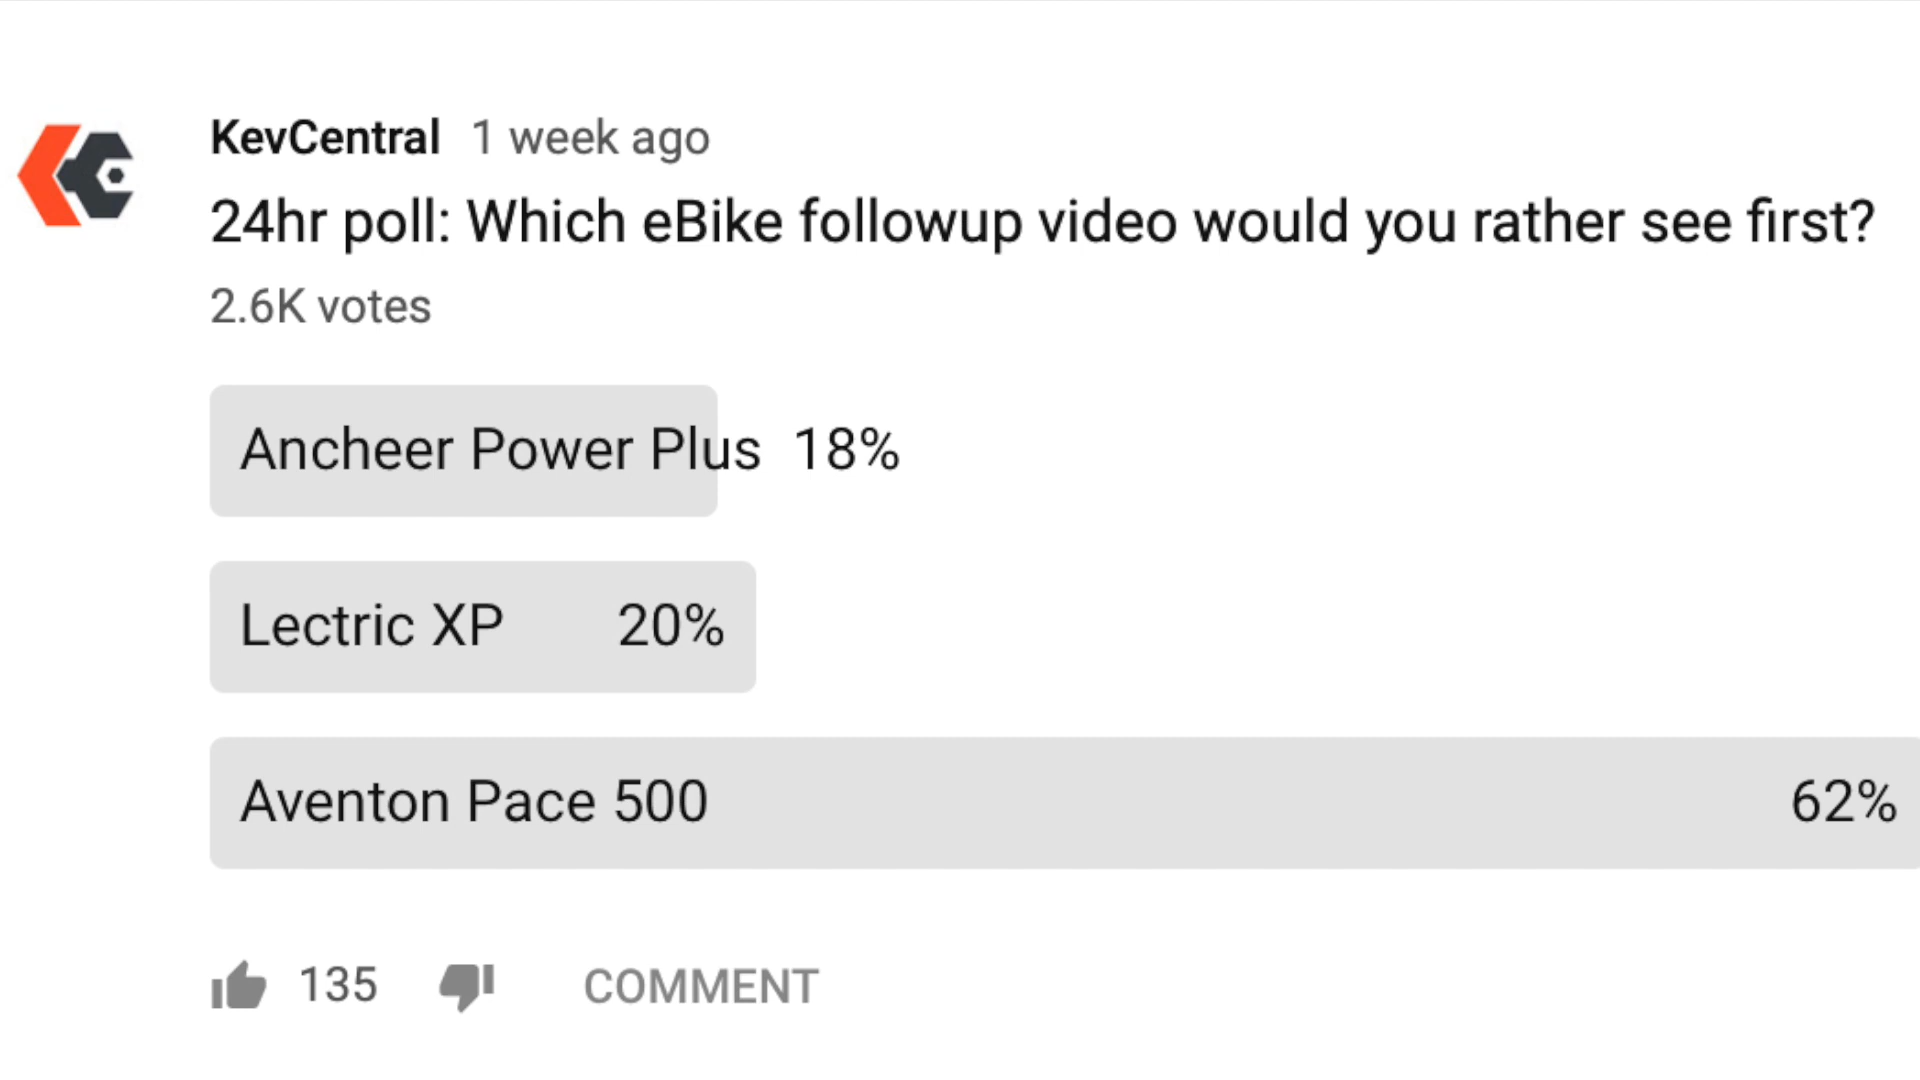 KevCentral 1 week ago
24hr poll: Which eBike followup video would you rather see first?
2.6K votes
Ancheer Power Plus 18%
Lectric XP 20%
Aventon Pace 500 62%
135 COMMENT